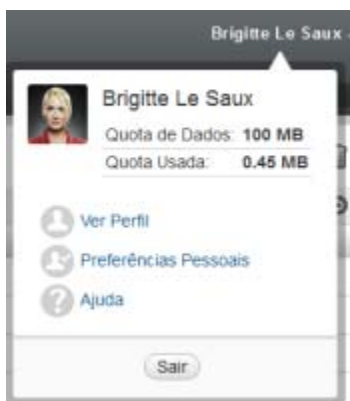 Brigitte Le Saux
Brigitte Le Saux
Quota de Dados: 100 MB
Quota Usada: 0.45 MB
Ver Perfil
Preferências Pessoais
Ajuda
Sair